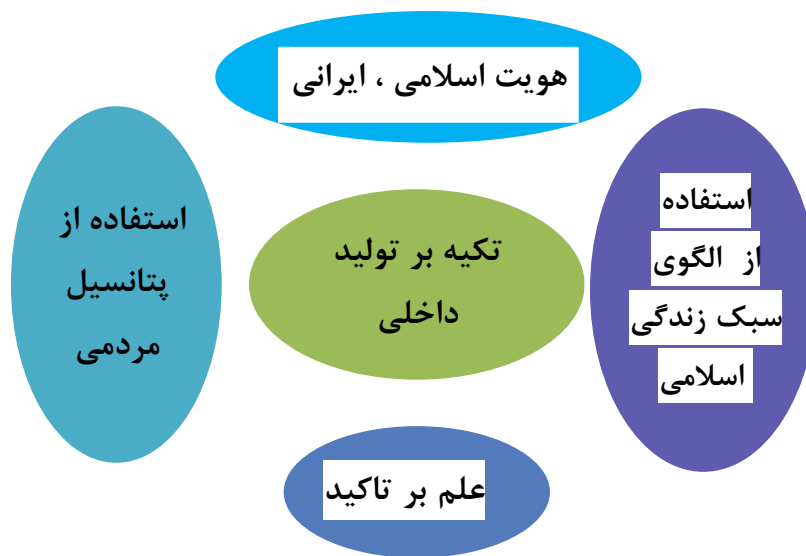 هویت اسلامی ، ایرانی
استفاده
از الگوی
سبک زندگی
اسلامی
تکیه بر تولید
داخلی
استفاده از
پتانسیل
مردمی
علم بر تاکید